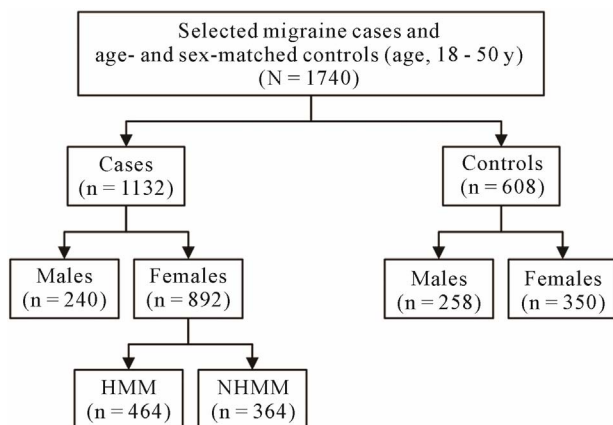 Selected migraine cases and
age- and sex-matched controls (age, 18 - 50 y)
(N = 1740)
Cases
(n = 1132)
Controls
(n = 608)
Males
(n = 240)
Females
(n = 892)
Males
(n = 258)
Females
(n = 350)
HMM
(n = 464)
NHMM
(n = 364)